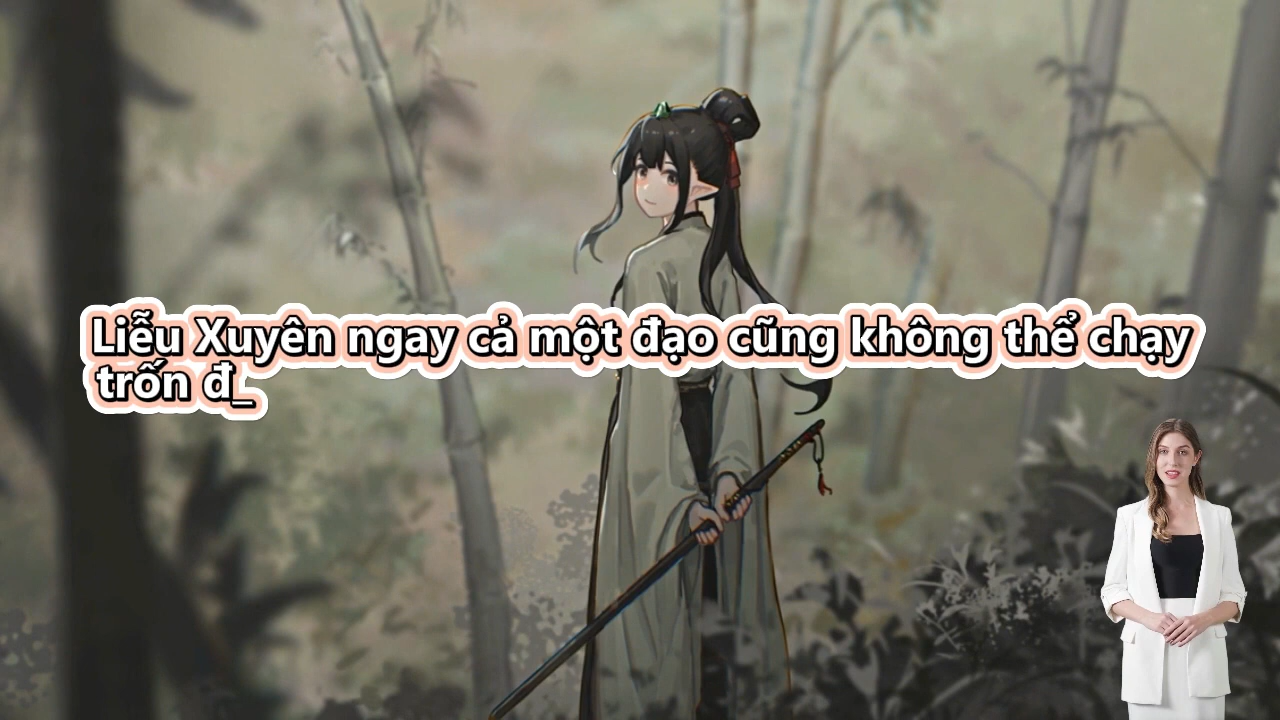 Liễu Xuyên ngay cả một đạo cũng không thể chạy
trốn đ_